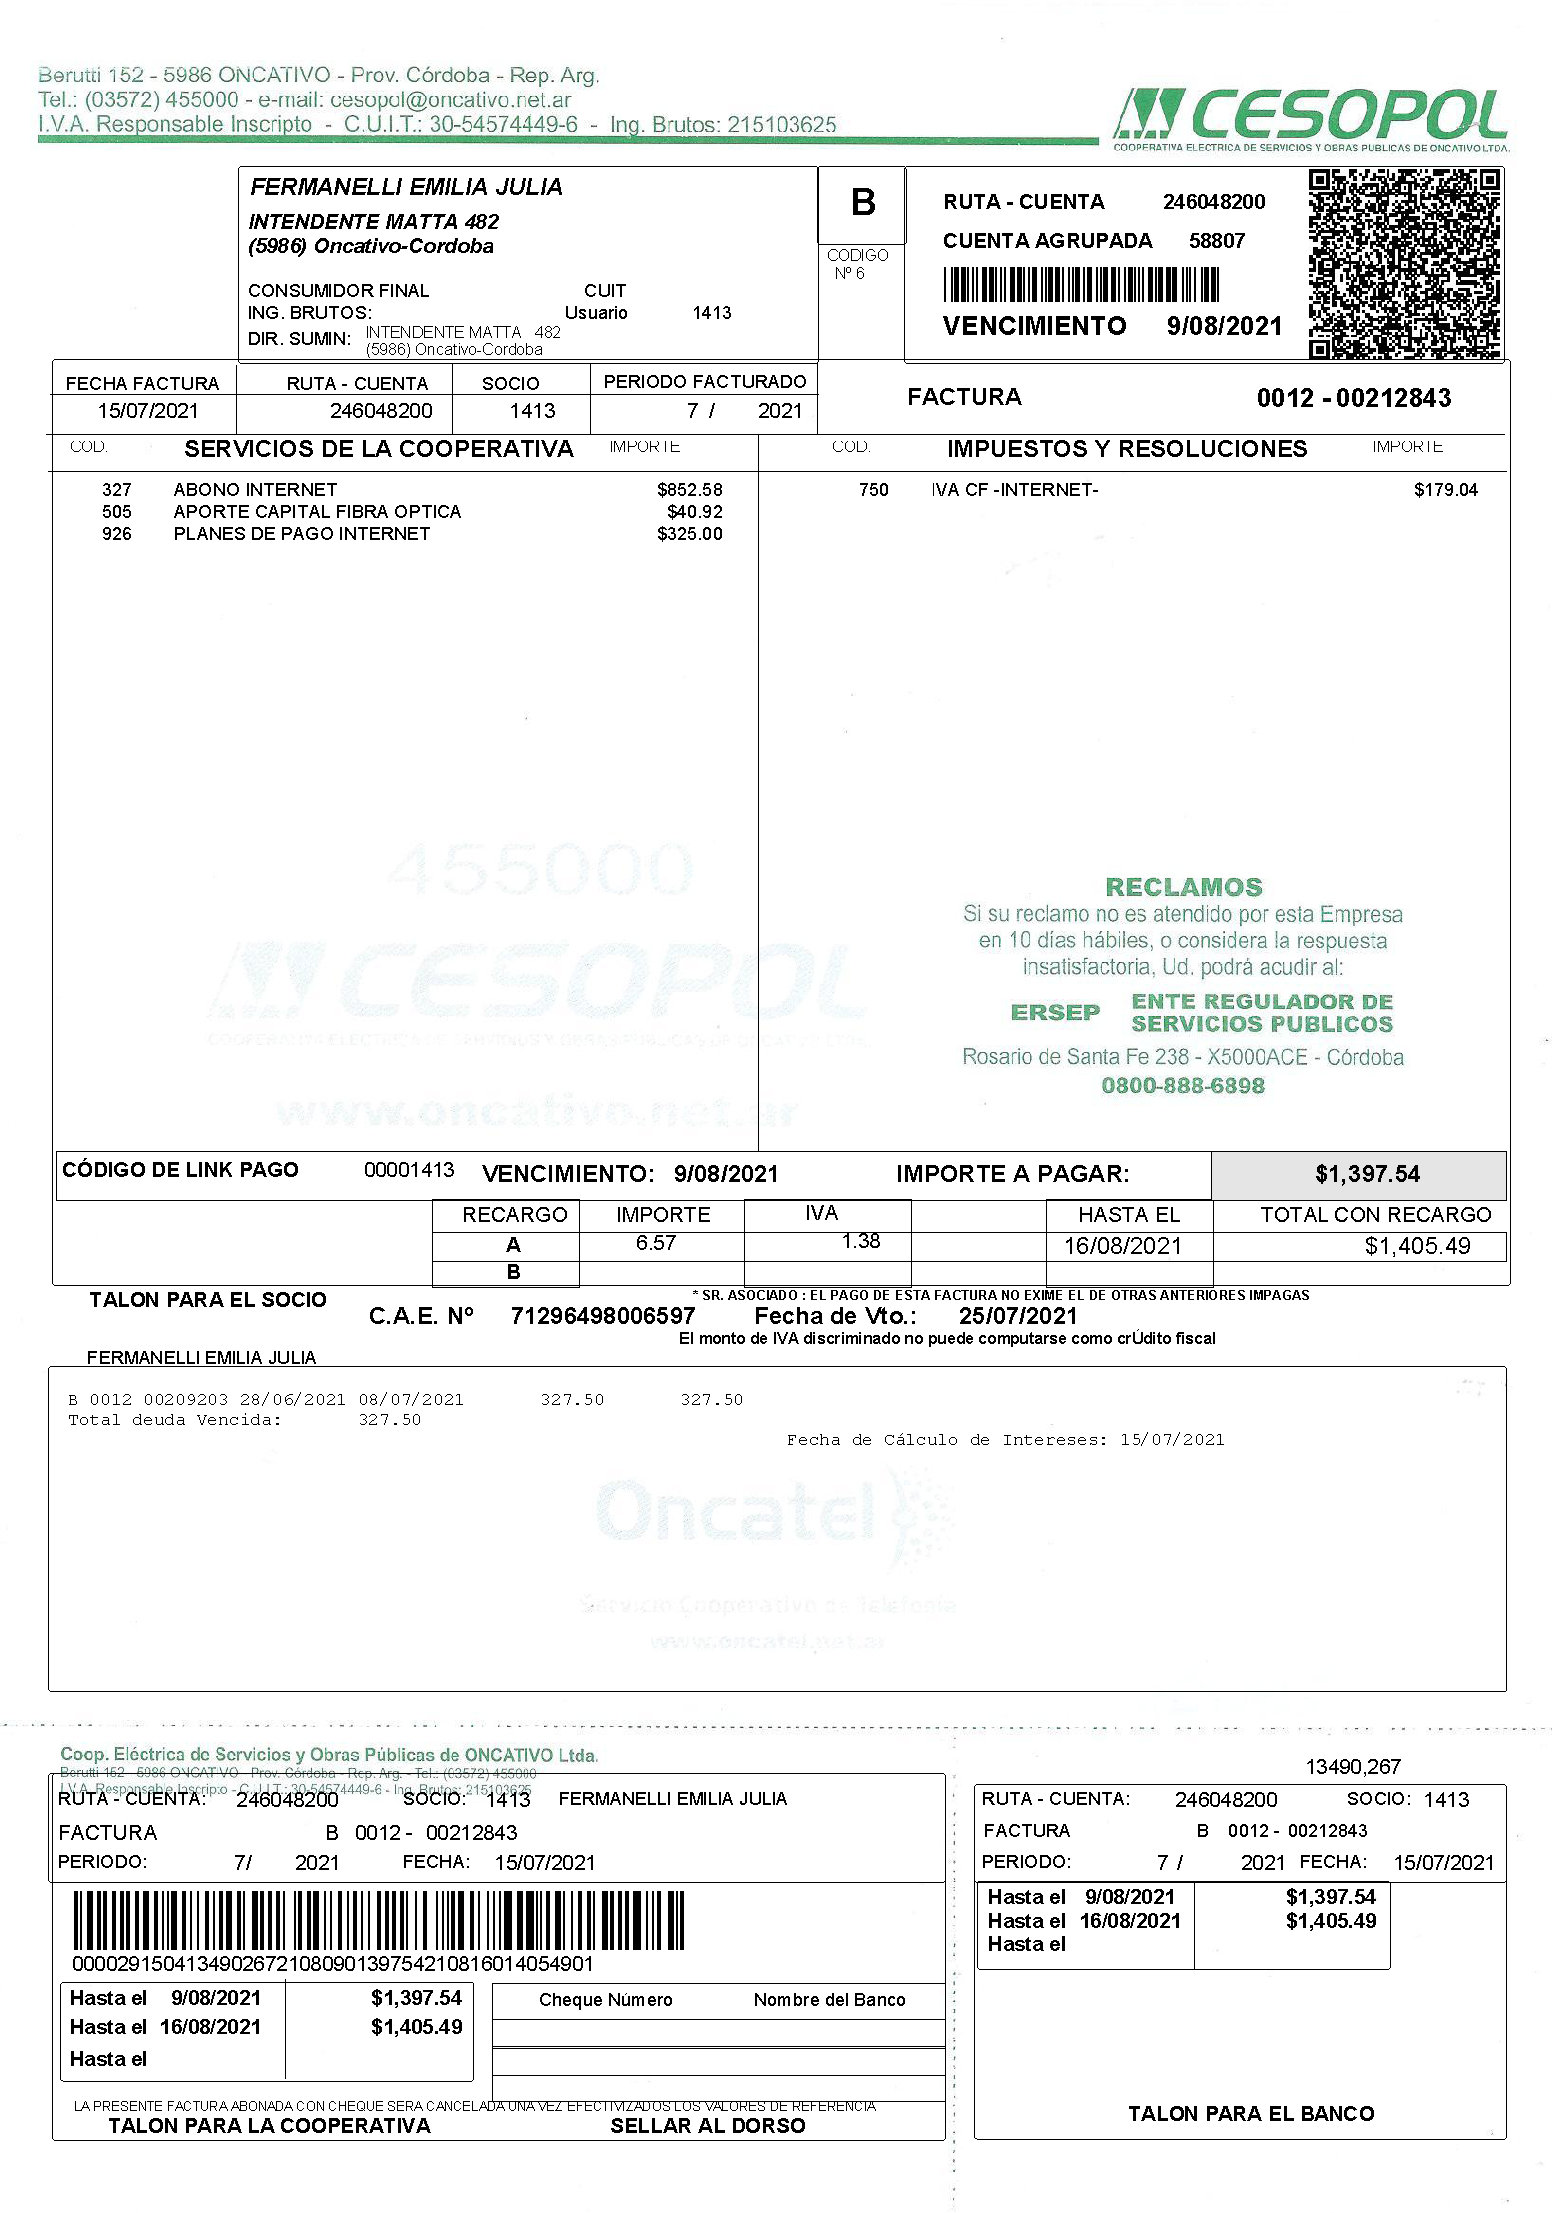 Berutti 152 - 5986 ONCATIVO - Prov. Córdoba - Rep. Arg.
Tel.: (03572) 455000 - e-mail: cesopol@oncativo.net.ar
I.V.A. Responsable Inscripto - C.U.I.T.: 30-54574449-6 - Ing. Brutos: 215103625
CESOPOL
COOPERATIVA ELECTRICA DE SERVICIOS Y OBRAS PUBLICAS DE ONCATIVO LTDA.
FERMANELLI EMILIA JULIA
INTENDENTE MATTA 482
(5986) Oncativo-Cordoba
CONSUMIDOR FINAL CUIT
ING. BRUTOS: Usuario 1413
DIR. SUMIN: INTENDENTE MATTA 482
(5986) Oncativo-Cordoba
B
CODIGO
Nº 6
RUTA - CUENTA 246048200
CUENTA AGRUPADA 58807
VENCIMIENTO 9/08/2021
FECHA FACTURA RUTA - CUENTA SOCIO PERIODO FACTURADO
15/07/2021 246048200 1413 7 / 2021
FACTURA 0012 - 00212843
COD. SERVICIOS DE LA COOPERATIVA IMPORTE COD. IMPUESTOS Y RESOLUCIONES IMPORTE
327 ABONO INTERNET $852.58 750 IVA CF -INTERNET- $179.04
505 APORTE CAPITAL FIBRA OPTICA $40.92
926 PLANES DE PAGO INTERNET $325.00
455000
CESOPOL
www.oncativo.net.ar
RECLAMOS
Si su reclamo no es atendido por esta Empresa
en 10 días hábiles, o considera la respuesta
insatisfactoria, Ud. podrá acudir al:
ERSEP ENTE REGULADOR DE
SERVICIOS PUBLICOS
Rosario de Santa Fe 238 - X5000ACE - Córdoba
0800-888-6898
CÓDIGO DE LINK PAGO 00001413 VENCIMIENTO: 9/08/2021 IMPORTE A PAGAR: $1,397.54
RECARGO IMPORTE IVA HASTA EL TOTAL CON RECARGO
A 6.57 1.38 16/08/2021 $1,405.49
B
TALON PARA EL SOCIO
* SR. ASOCIADO : EL PAGO DE ESTA FACTURA NO EXIME EL DE OTRAS ANTERIORES IMPAGAS
C.A.E. Nº 71296498006597 Fecha de Vto.: 25/07/2021
El monto de IVA discriminado no puede computarse como crÚdito fiscal
FERMANELLI EMILIA JULIA
B 0012 00209203 28/06/2021 08/07/2021 327.50 327.50
Total deuda Vencida: 327.50
Fecha de Cálculo de Intereses: 15/07/2021
Oncatel
Servicio Cooperativo de Telefonía
www.oncatel.net.ar
Coop. Eléctrica de Servicios y Obras Públicas de ONCATIVO Ltda.
Berutti 152 - 5986 ONCATIVO - Prov. Córdoba - Rep. Arg. - Tel.: (03572) 455000
I.V.A. Responsable Inscripto - C.U.I.T.: 30-54574449-6 - Ing. Brutos: 215103625
RUTA - CUENTA: 246048200 SOCIO: 1413 FERMANELLI EMILIA JULIA
FACTURA B 0012 - 00212843
PERIODO: 7/ 2021 FECHA: 15/07/2021
00002915041349026721080901397542108160140​54901
Hasta el 9/08/2021 $1,397.54
Hasta el 16/08/2021 $1,405.49
Hasta el
Cheque Número Nombre del Banco
LA PRESENTE FACTURA ABONADA CON CHEQUE SERA CANCELADA UNA VEZ EFECTIVIZADOS LOS VALORES DE REFERENCIA
TALON PARA LA COOPERATIVA SELLAR AL DORSO
13490,267
RUTA - CUENTA: 246048200 SOCIO: 1413
FACTURA B 0012 - 00212843
PERIODO: 7 / 2021 FECHA: 15/07/2021
Hasta el 9/08/2021 $1,397.54
Hasta el 16/08/2021 $1,405.49
Hasta el
TALON PARA EL BANCO